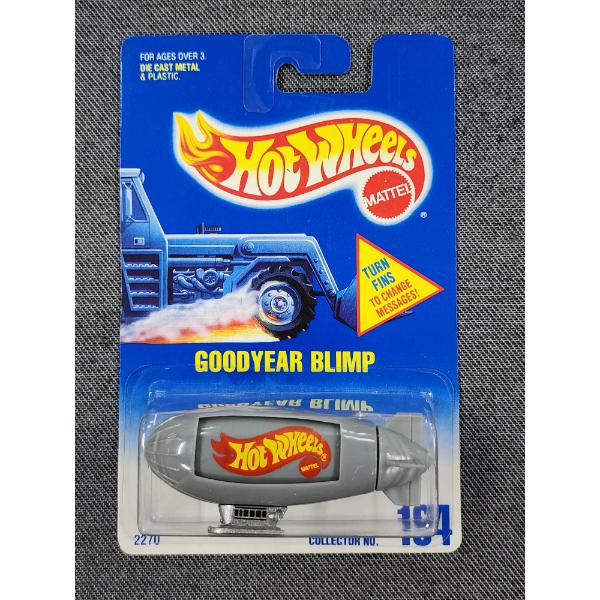 FOR AGES OVER 3.
DIE CAST METAL
& PLASTIC.
HOT WHEELS
MATTEL
®
TURN
FINS
TO CHANGE
MESSAGES!
GOODYEAR BLIMP
GOODYEAR BLIMP
HOT WHEELS
®
MATTEL
2270
COLLECTOR NO.
194